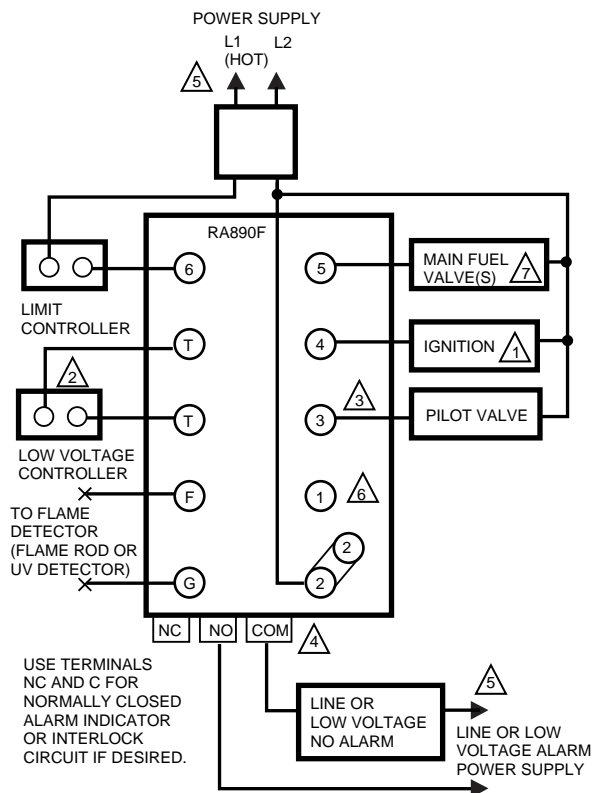 POWER SUPPLY
L1
(HOT)
L2
5
RA890F
6
5
MAIN FUEL
VALVE(S)
7
LIMIT
CONTROLLER
T
4
IGNITION
1
2
T
3
3
PILOT VALVE
LOW VOLTAGE
CONTROLLER
F
1
6
TO FLAME
DETECTOR
(FLAME ROD OR
UV DETECTOR)
2
G
2
NC
NO
COM
4
USE TERMINALS
NC AND C FOR
NORMALLY CLOSED
ALARM INDICATOR
OR INTERLOCK
CIRCUIT IF DESIRED.
LINE OR
LOW VOLTAGE
NO ALARM
5
LINE OR LOW
VOLTAGE ALARM
POWER SUPPLY